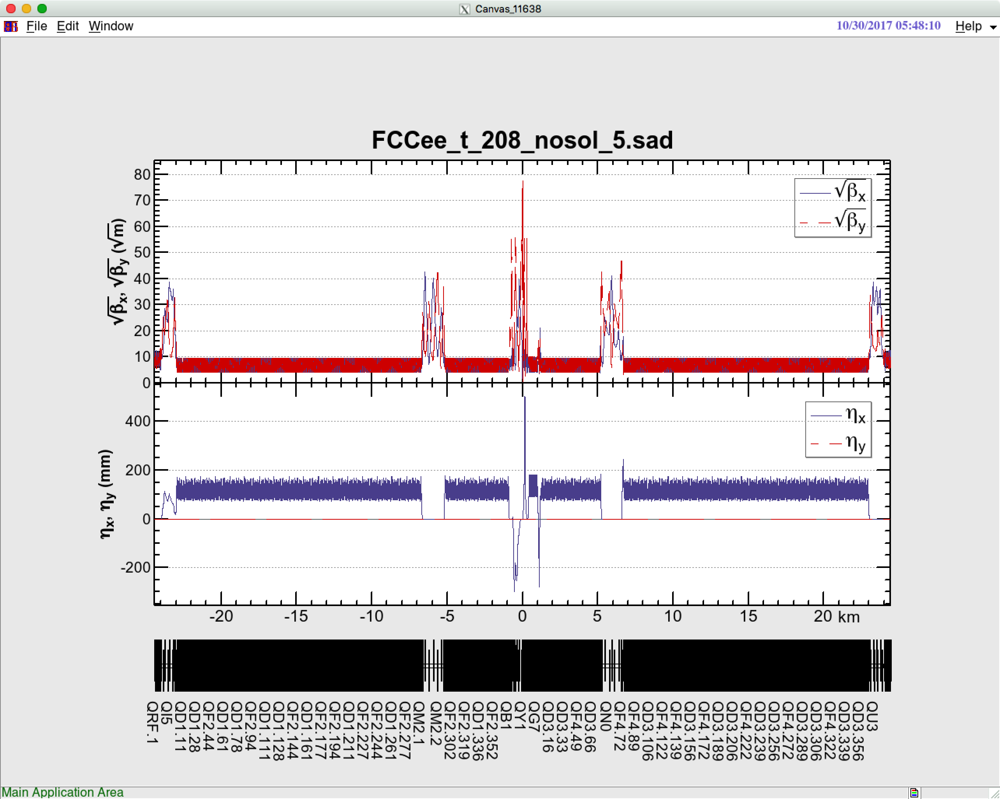 Canvas_11638
File Edit Window 10/30/2017 05:48:10 Help
FCCee_t_208_nosol_5.sad
√βx, √βy (√m)
80
70
60
50
40
30
20
10
0
√βx
√βy
ηx, ηy (mm)
400
200
0
-200
ηx
ηy
-20 -15 -10 -5 0 5 10 15 20 km
QRF.1
QI5
QD1.11
QD1.28
QF2.44
QD1.61
QD1.78
QF2.94
QD1.111
QD1.128
QF2.144
QD1.161
QF2.177
QF2.194
QD1.211
QF2.227
QF2.244
QD1.261
QF2.277
QM2.1
QM2.2
QF2.302
QF2.319
QD1.336
QF2.352
QB1
QY1
QG7
QD3.16
QD3.33
QF4.49
QD3.66
QN0
QF4.72
QF4.89
QD3.106
QF4.122
QF4.139
QD3.156
QF4.172
QD3.189
QD3.206
QF4.222
QD3.239
QD3.256
QF4.272
QD3.289
QD3.306
QF4.322
QD3.339
QD3.356
QU3
Main Application Area